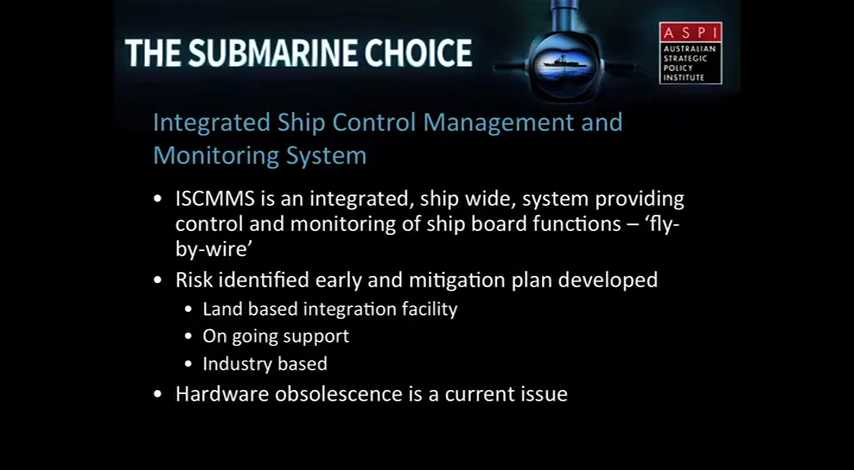 THE SUBMARINE CHOICE
ASPI
AUSTRALIAN
STRATEGIC
POLICY
INSTITUTE
Integrated Ship Control Management and
Monitoring System
• ISCMMS is an integrated, ship wide, system providing
control and monitoring of ship board functions – ‘fly-
by-wire’
• Risk identified early and mitigation plan developed
• Land based integration facility
• On going support
• Industry based
• Hardware obsolescence is a current issue